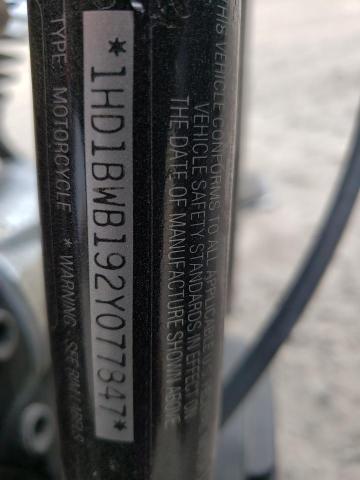 VEHICLE CONFORMS TO ALL APPLICABLE
VEHICLE SAFETY STANDARDS IN EFFECT ON
THE DATE OF MANUFACTURE SHOWN ABOVE
*1HD1BWB192Y077847*
TYPE: MOTORCYCLE * WARNING: SEE